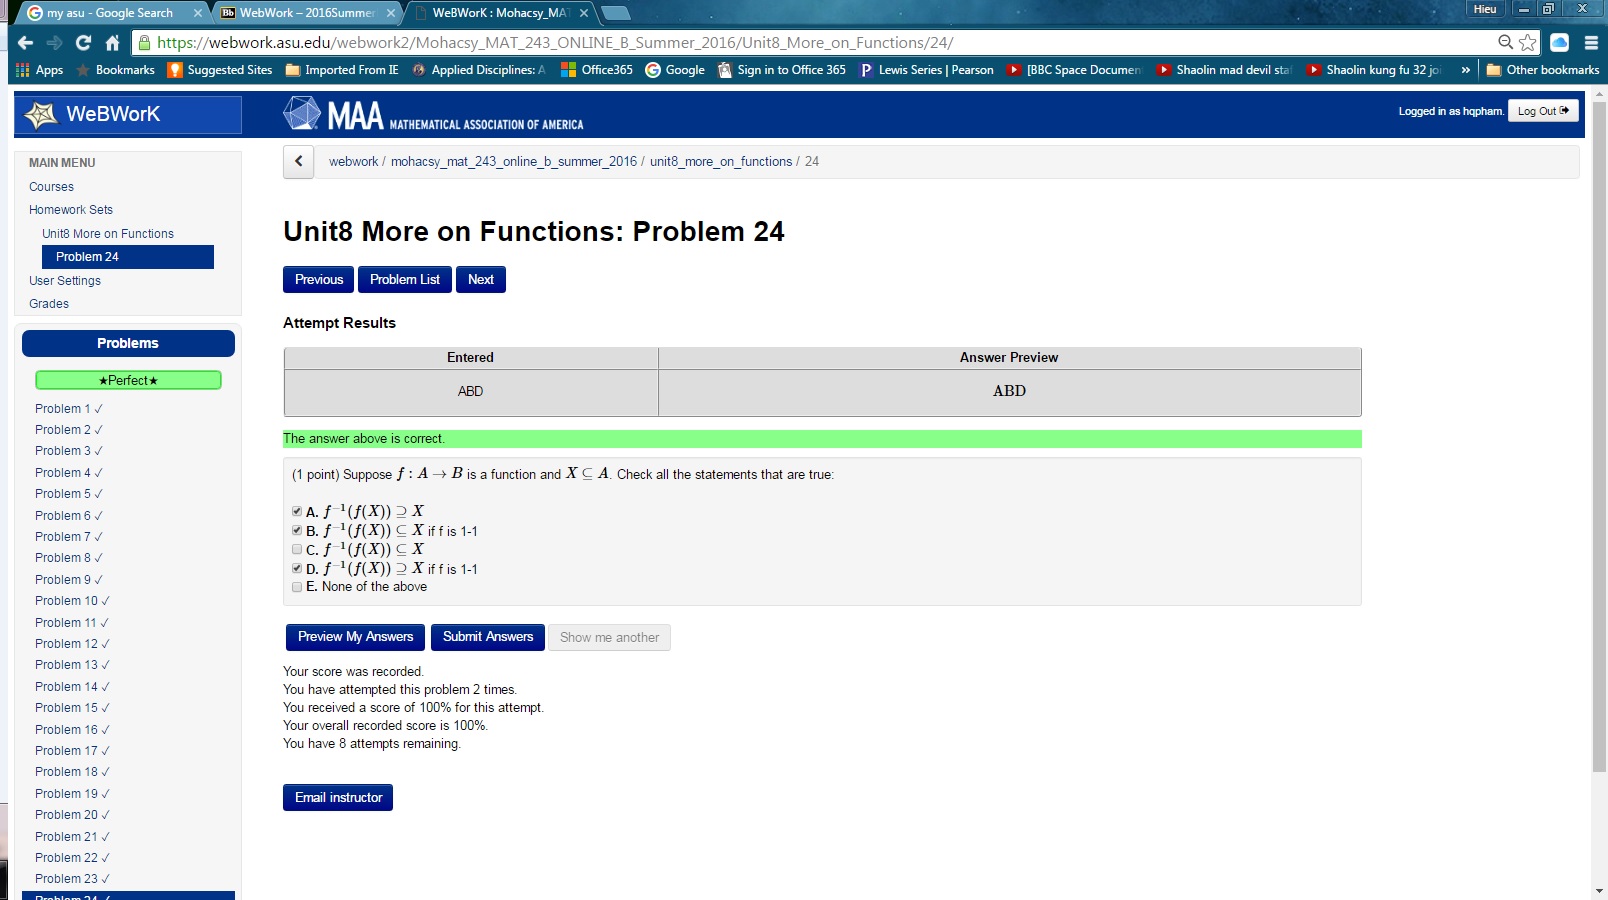 my asu - Google Search
WebWork – 2016Summer
WeBWorK : Mohacsy_MAT
Hieu
https://webwork.asu.edu/webwork2/Mohacsy_MAT_243_ONLINE_B_Summer_2016/Unit8_More_on_Functions/24/
Apps Bookmarks Suggested Sites Imported From IE Applied Disciplines: A Office365 Google Sign in to Office 365 Lewis Series | Pearson [BBC Space Documen Shaolin mad devil sta Shaolin kung fu 32 joi » Other bookmarks
WeBWorK
MAA MATHEMATICAL ASSOCIATION OF AMERICA
Logged in as hqpham. Log Out
MAIN MENU
Courses
Homework Sets
Unit8 More on Functions
Problem 24
User Settings
Grades
Problems
★Perfect★
Problem 1 ✓
Problem 2 ✓
Problem 3 ✓
Problem 4 ✓
Problem 5 ✓
Problem 6 ✓
Problem 7 ✓
Problem 8 ✓
Problem 9 ✓
Problem 10 ✓
Problem 11 ✓
Problem 12 ✓
Problem 13 ✓
Problem 14 ✓
Problem 15 ✓
Problem 16 ✓
Problem 17 ✓
Problem 18 ✓
Problem 19 ✓
Problem 20 ✓
Problem 21 ✓
Problem 22 ✓
Problem 23 ✓
Problem 24 ✓
webwork / mohacsy_mat_243_online_b_summer_2016 / unit8_more_on_functions / 24
Unit8 More on Functions: Problem 24
Previous Problem List Next
Attempt Results
Entered Answer Preview
ABD ABD
The answer above is correct.
(1 point) Suppose f : A → B is a function and X ⊆ A. Check all the statements that are true:
A. f⁻¹(f(X)) ⊇ X
B. f⁻¹(f(X)) ⊆ X if f is 1-1
C. f⁻¹(f(X)) ⊆ X
D. f⁻¹(f(X)) ⊇ X if f is 1-1
E. None of the above
Preview My Answers Submit Answers Show me another
Your score was recorded.
You have attempted this problem 2 times.
You received a score of 100% for this attempt.
Your overall recorded score is 100%.
You have 8 attempts remaining.
Email instructor